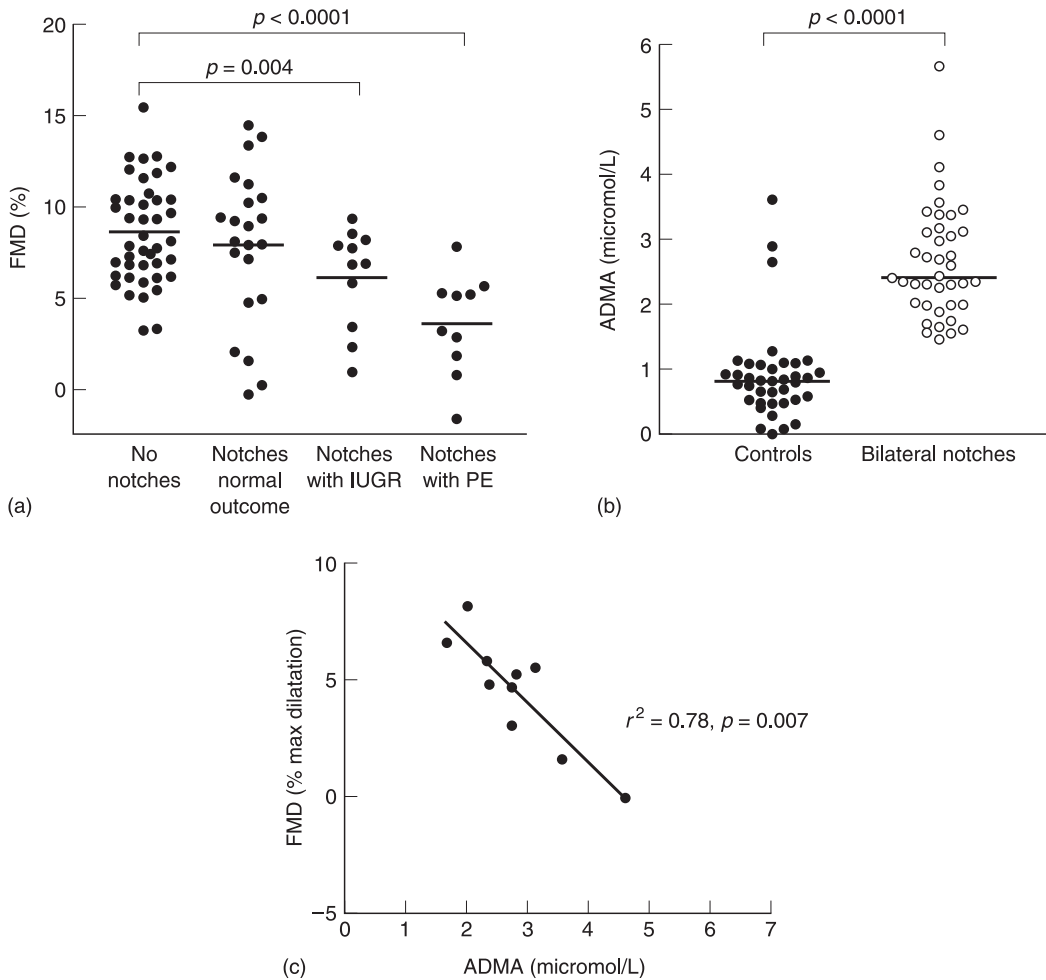 p < 0.0001
p = 0.004
20
15
10
5
0
FMD (%)
No
notches
Notches
normal
outcome
Notches
with IUGR
Notches
with PE
(a)
p < 0.0001
6
5
4
3
2
1
0
ADMA (micromol/L)
Controls
Bilateral notches
(b)
10
5
0
−5
FMD (% max dilatation)
r² = 0.78, p = 0.007
0 1 2 3 4 5 6 7
ADMA (micromol/L)
(c)